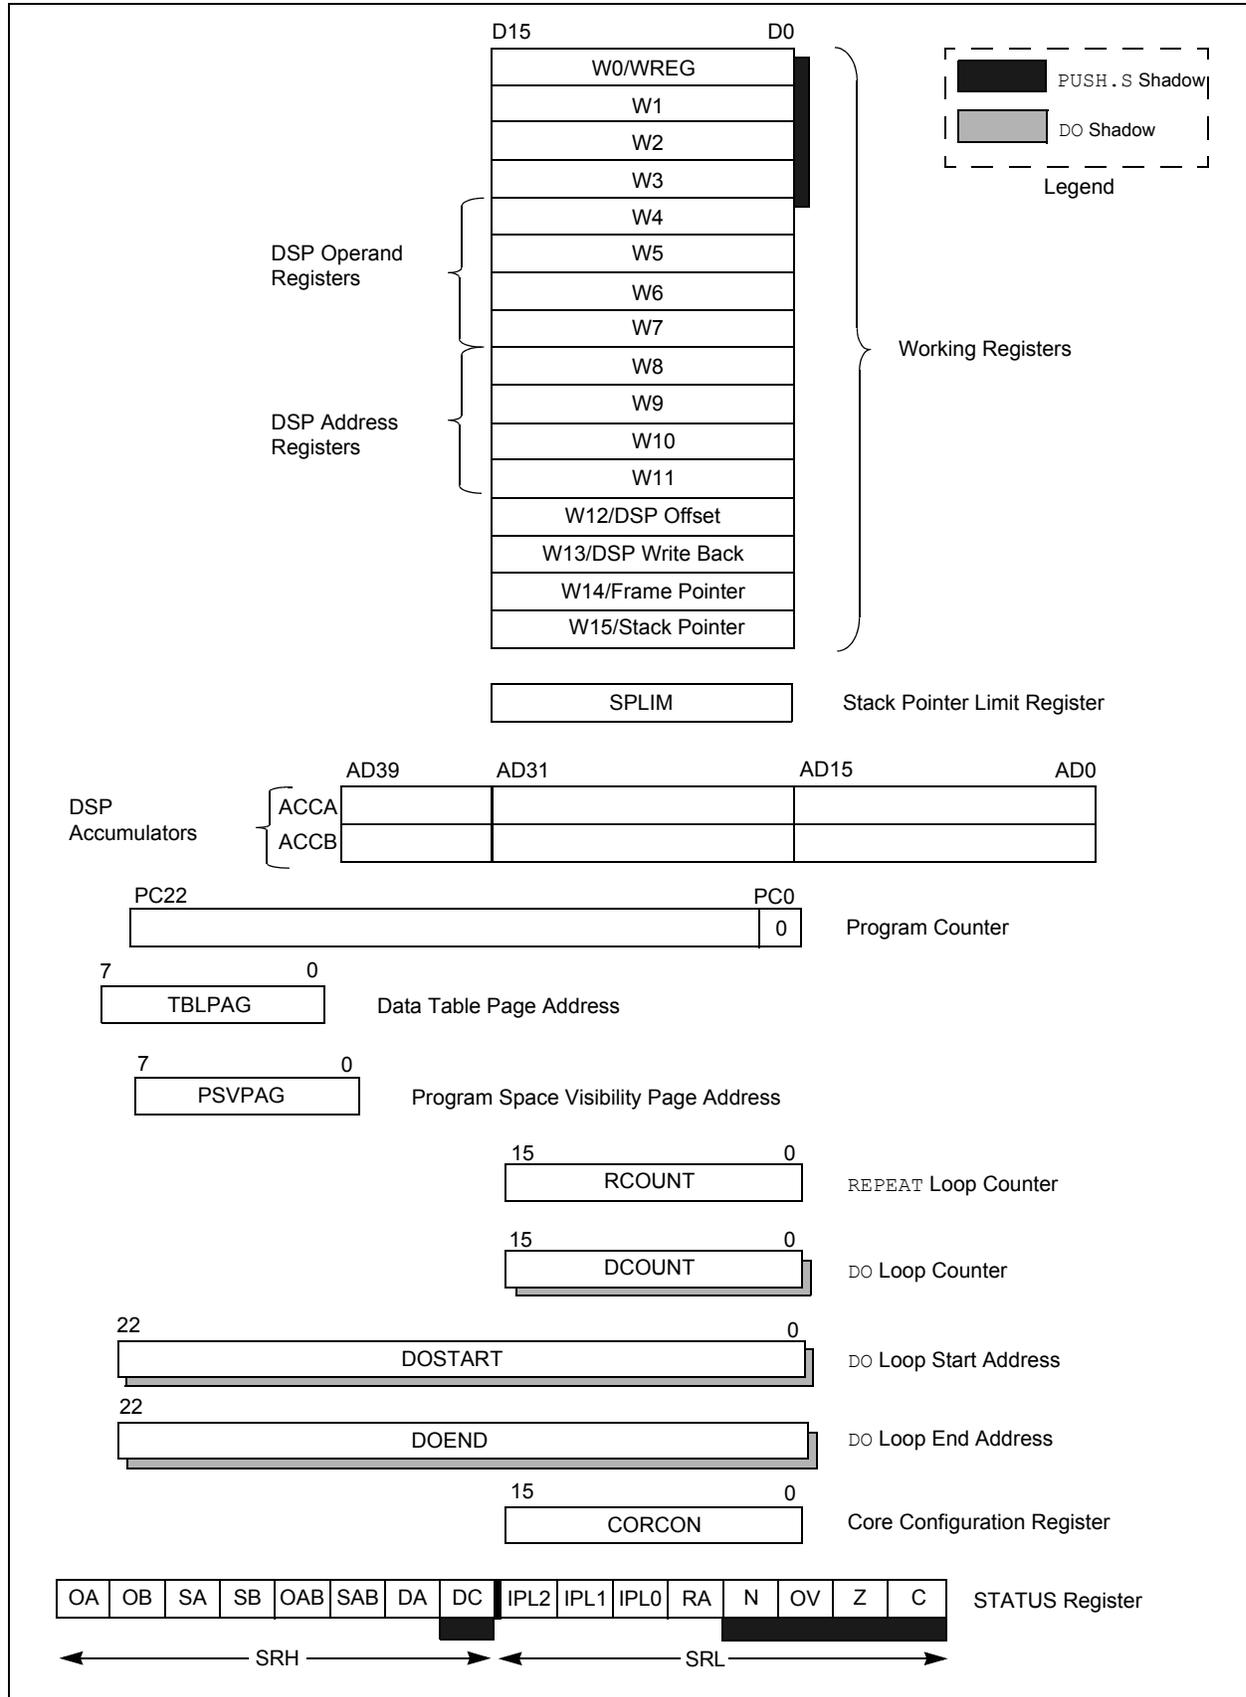 D15 D0
W0/WREG
PUSH.S Shadow
W1
DO Shadow
W2
W3
Legend
W4
DSP Operand
Registers
W5
W6
W7
Working Registers
W8
W9
DSP Address
Registers
W10
W11
W12/DSP Offset
W13/DSP Write Back
W14/Frame Pointer
W15/Stack Pointer
SPLIM Stack Pointer Limit Register
AD39 AD31 AD15 AD0
DSP
Accumulators
ACCA
ACCB
PC22 PC0
0 Program Counter
7 0
TBLPAG Data Table Page Address
7 0
PSVPAG Program Space Visibility Page Address
15 0
RCOUNT REPEAT Loop Counter
15 0
DCOUNT DO Loop Counter
22 0
DOSTART DO Loop Start Address
22
DOEND DO Loop End Address
15 0
CORCON Core Configuration Register
OA OB SA SB OAB SAB DA DC IPL2 IPL1 IPL0 RA N OV Z C STATUS Register
SRH SRL